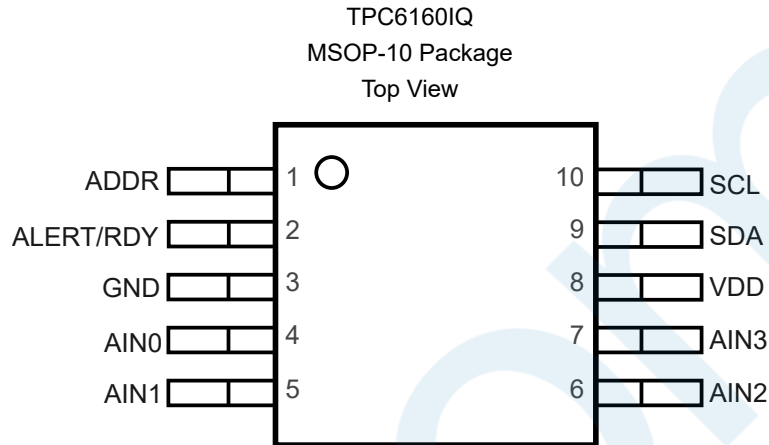 TPC6160IQ
MSOP-10 Package
Top View
ADDR 1 10 SCL
ALERT/RDY 2 9 SDA
GND 3 8 VDD
AIN0 4 7 AIN3
AIN1 5 6 AIN2